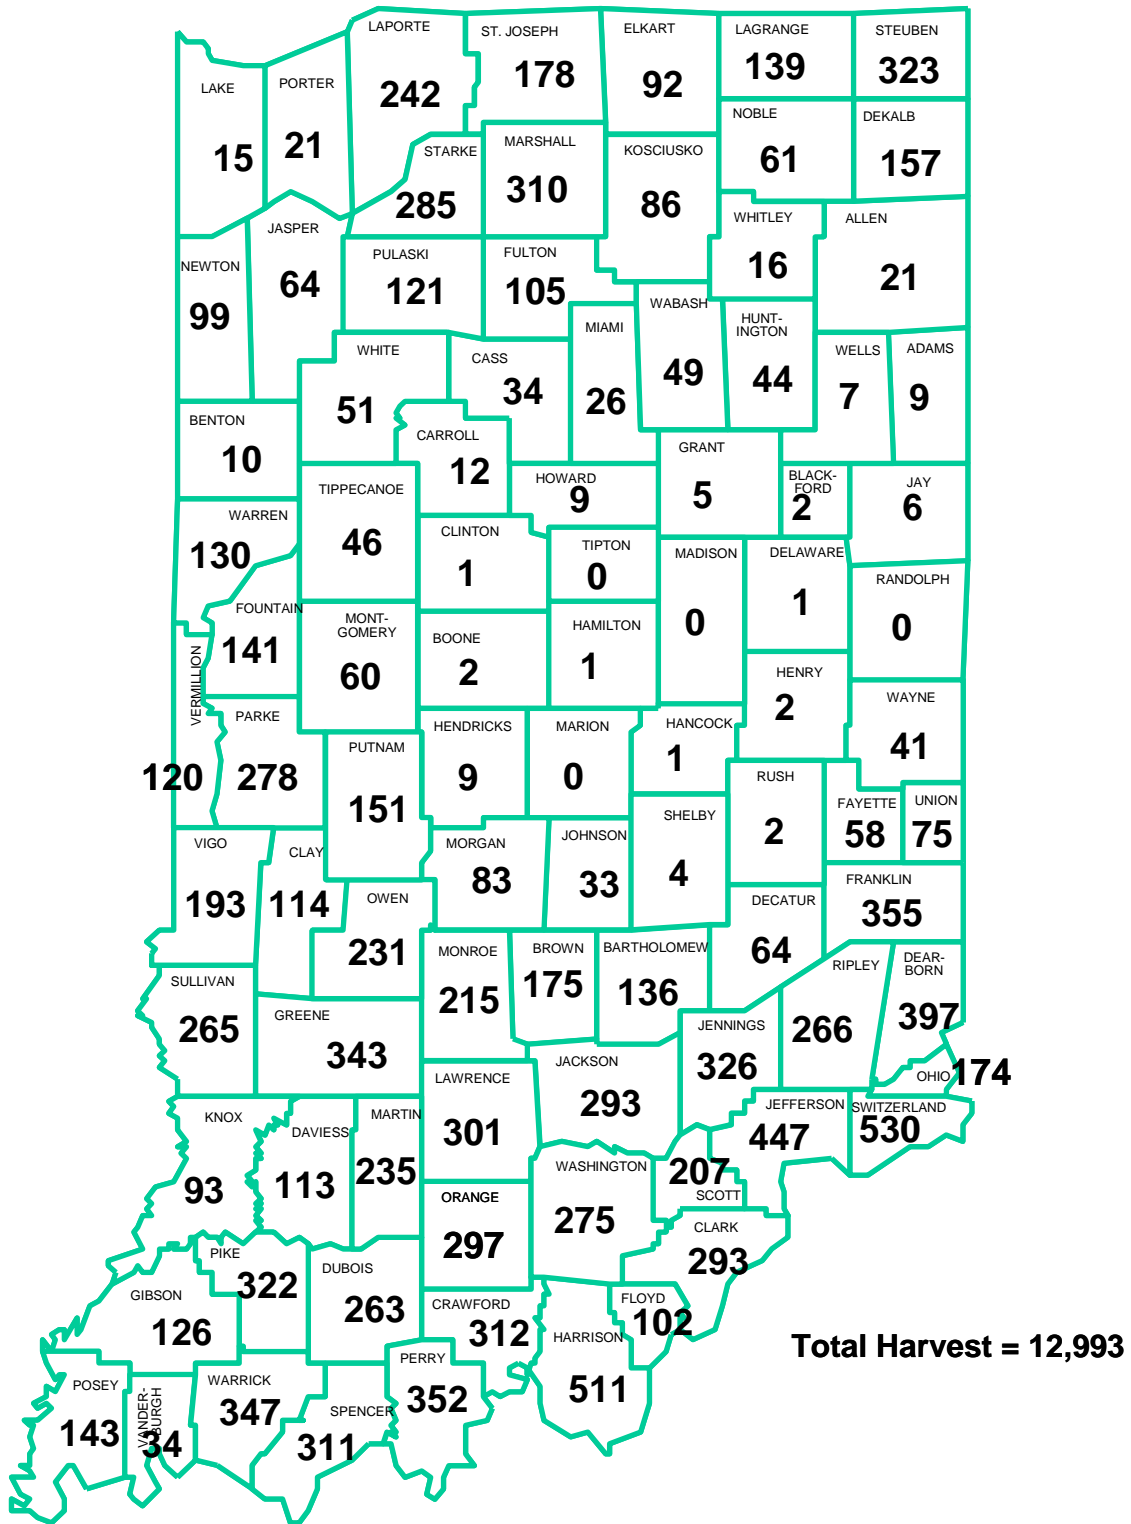 LAPORTE
242
ST. JOSEPH
178
ELKART
92
LAGRANGE
139
STEUBEN
323
LAKE
15
PORTER
21
STARKE
285
MARSHALL
310
KOSCIUSKO
86
NOBLE
61
DEKALB
157
WHITLEY
16
ALLEN
21
NEWTON
99
JASPER
64
PULASKI
121
FULTON
105
WABASH
49
HUNT-
INGTON
44
MIAMI
26
WHITE
51
CASS
34
WELLS
7
ADAMS
9
BENTON
10
CARROLL
12
GRANT
5
HOWARD
9
BLACK-
FORD
2
JAY
6
TIPPECANOE
46
WARREN
130
CLINTON
1
TIPTON
0
MADISON
0
DELAWARE
1
RANDOLPH
0
FOUNTAIN
141
MONT-
GOMERY
60
BOONE
2
HAMILTON
1
HENRY
2
WAYNE
41
VERMILLION
120
PARKE
278
PUTNAM
151
HENDRICKS
9
MARION
0
HANCOCK
1
RUSH
2
FAYETTE
58
UNION
75
SHELBY
4
VIGO
193
CLAY
114
MORGAN
83
JOHNSON
33
FRANKLIN
355
OWEN
231
DECATUR
64
MONROE
215
BROWN
175
BARTHOLOMEW
136
RIPLEY
266
DEAR-
BORN
397
SULLIVAN
265
GREENE
343
JENNINGS
326
JACKSON
293
OHIO
174
LAWRENCE
301
KNOX
93
DAVIESS
113
MARTIN
235
JEFFERSON
447
SWITZERLAND
530
WASHINGTON
275
207
SCOTT
ORANGE
297
CLARK
293
PIKE
322
DUBOIS
263
GIBSON
126
CRAWFORD
312
FLOYD
102
HARRISON
511
Total Harvest = 12,993
PERRY
352
POSEY
143
VANDER-
BURGH
34
WARRICK
347
SPENCER
311